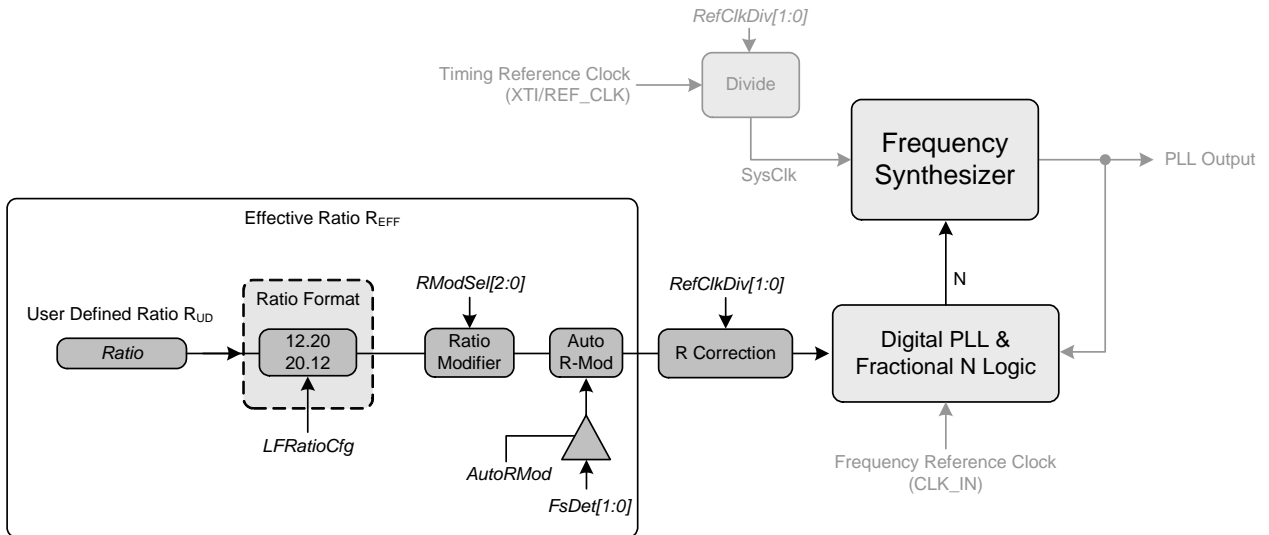 RefClkDiv[1:0]
Timing Reference Clock
(XTI/REF_CLK)
Divide
Frequency
Synthesizer
PLL Output
SysClk
Effective Ratio REFF
N
RModSel[2:0]
RefClkDiv[1:0]
User Defined Ratio RUD
Ratio Format
Ratio
12.20
20.12
Ratio
Modifier
Auto
R-Mod
R Correction
Digital PLL &
Fractional N Logic
LFRatioCfg
AutoRMod
FsDet[1:0]
Frequency Reference Clock
(CLK_IN)